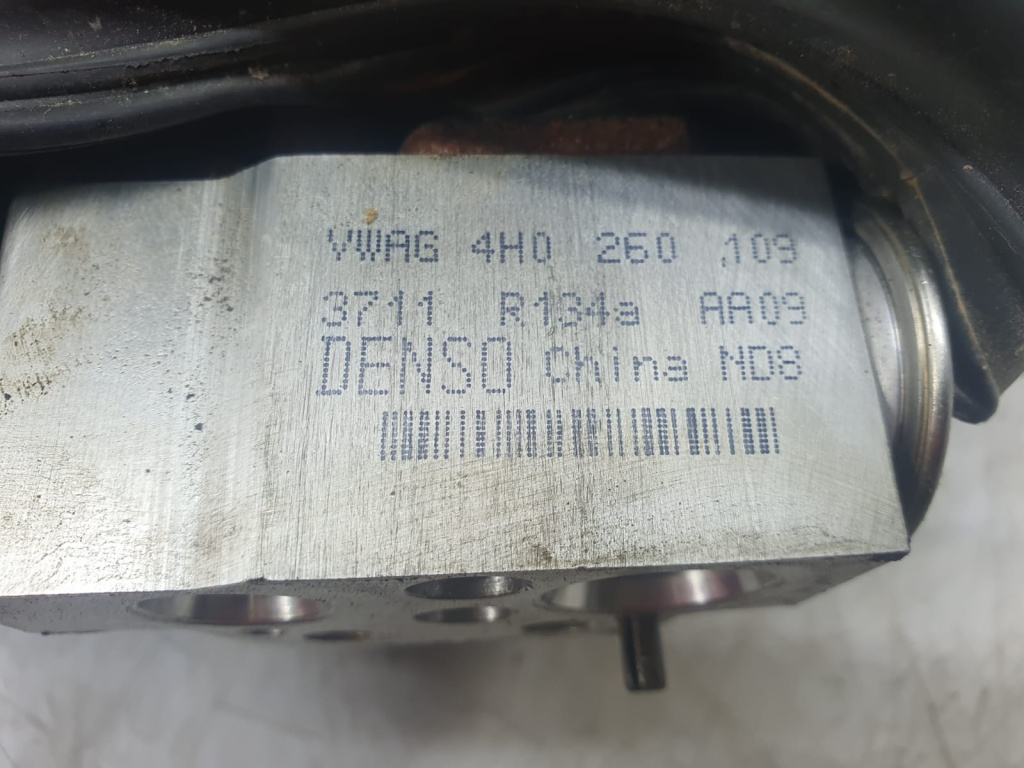 VWAG 4H0 260 109
3711 R134a AA09
DENSO China ND8